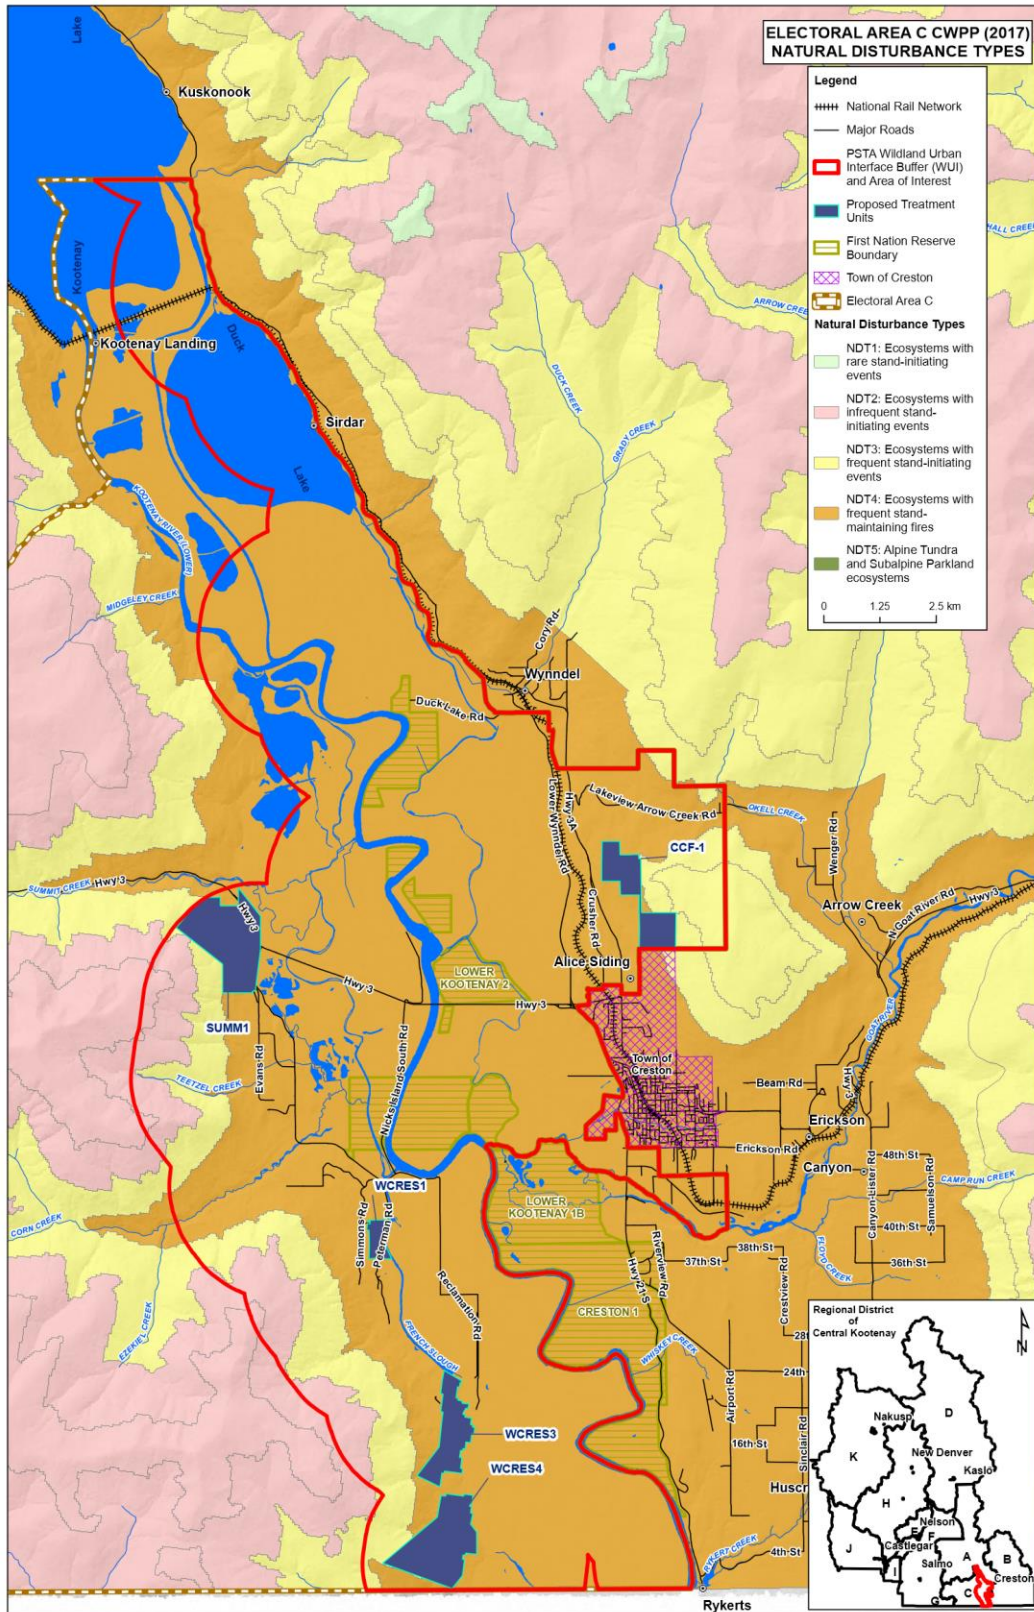 ELECTORAL AREA C CWPP (2017)
NATURAL DISTURBANCE TYPES
Legend
National Rail Network
Major Roads
PSTA Wildland Urban
Interface Buffer (WUI)
and Area of Interest
Proposed Treatment
Units
First Nation Reserve
Boundary
Town of Creston
Electoral Area C
Natural Disturbance Types
NDT1: Ecosystems with
rare stand-initiating
events
NDT2: Ecosystems with
infrequent stand-
initiating events
NDT3: Ecosystems with
frequent stand-initiating
events
NDT4: Ecosystems with
frequent stand-
maintaining fires
NDT5: Alpine Tundra
and Subalpine Parkland
ecosystems
0 1.25 2.5 km
Lake
Kuskonook
HALL CREEK
Kootenay
ARROW CREEK
Kootenay Landing
Duck
DUCK CREEK
Sirdar
GRADY CREEK
Lake
KOOTENAY RIVER (LOWER)
MIDGELEY CREEK
Cory Rd
Wynndel
Duck Lake Rd
Lower Wynndel Rd
Hwy 3A
Lakeview Arrow Creek Rd
OKELL CREEK
Wenger Rd
CCF-1
SUMMIT CREEK
Hwy 3
Hwy 3
Crusher Rd
Arrow Creek
N Goat River Rd
Hwy 3
Alice Siding
LOWER
KOOTENAY 2
Hwy 3
Hwy 3
GOAT RIVER
SUMM1
Nicks Island South Rd
Evans Rd
TEETZEL CREEK
Town of
Creston
Beam Rd
Hwy 3
Erickson
Erickson Rd
48th St
Canyon
Canyon-Lister Rd
Samuelson Rd
CAMP RUN CREEK
WCRES1
LOWER
KOOTENAY 1B
CORN CREEK
Simmons Rd
Peterman Rd
40th St
38th St
37th St
36th St
FLOYD CREEK
Riverview Rd
Hwy 21 S
Reclamation Rd
Crestview Rd
CRESTON 1
EZEKIEL CREEK
FRENCH SLOUGH
WHISKEY CREEK
28th
24th
Airport Rd
WCRES3
16th St
Sinclair Rd
WCRES4
Huscr
4th St
RYKERT CREEK
Rykerts
Regional District
of
Central Kootenay
N
D
Nakusp
K
New Denver
Kaslo
H
Nelson
E
F
Castlegar
J
I
Salmo
A
B
Creston
C
G